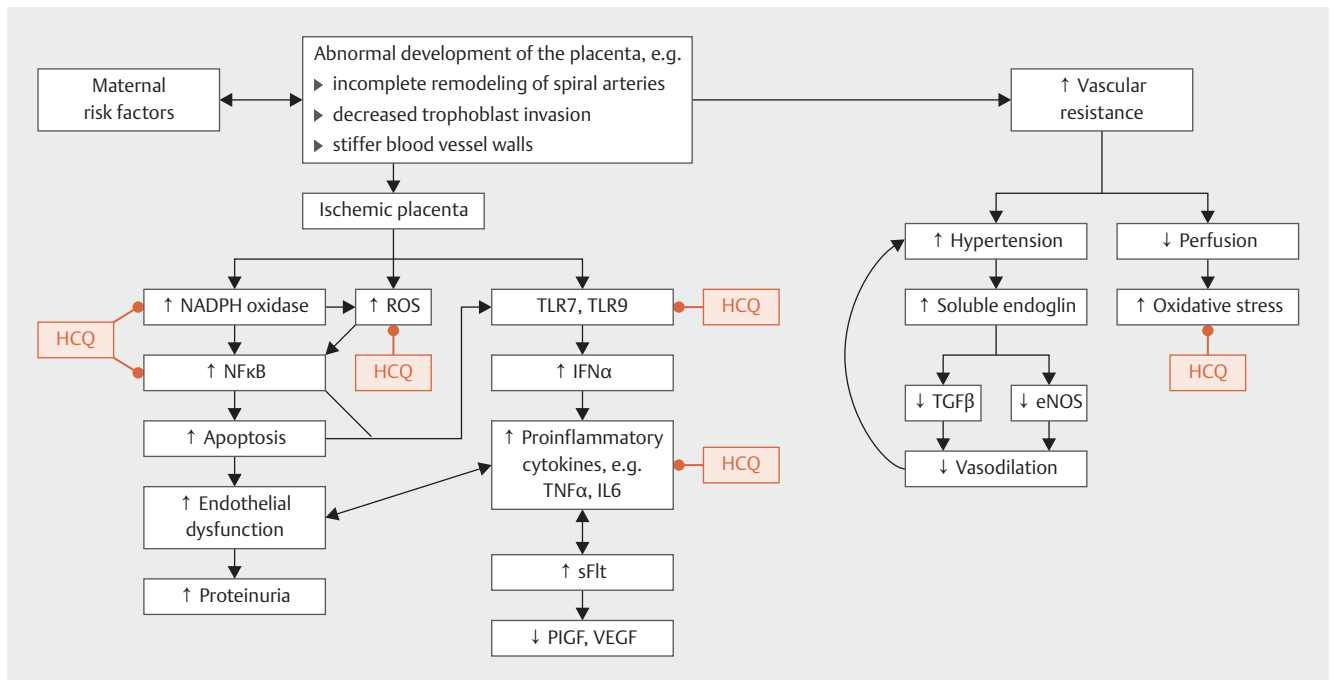 Maternal
risk factors
Abnormal development of the placenta, e.g.
▶ incomplete remodeling of spiral arteries
▶ decreased trophoblast invasion
▶ stiffer blood vessel walls
↑ Vascular
resistance
Ischemic placenta
↑ Hypertension
↓ Perfusion
↑ NADPH oxidase
↑ ROS
TLR7, TLR9
HCQ
↑ Soluble endoglin
↑ Oxidative stress
HCQ
↑ NFκB
HCQ
↑ IFNα
HCQ
↓ TGFβ
↓ eNOS
↑ Apoptosis
↑ Proinflammatory
cytokines, e.g.
TNFα, IL6
HCQ
↓ Vasodilation
↑ Endothelial
dysfunction
↑ sFlt
↑ Proteinuria
↓ PIGF, VEGF